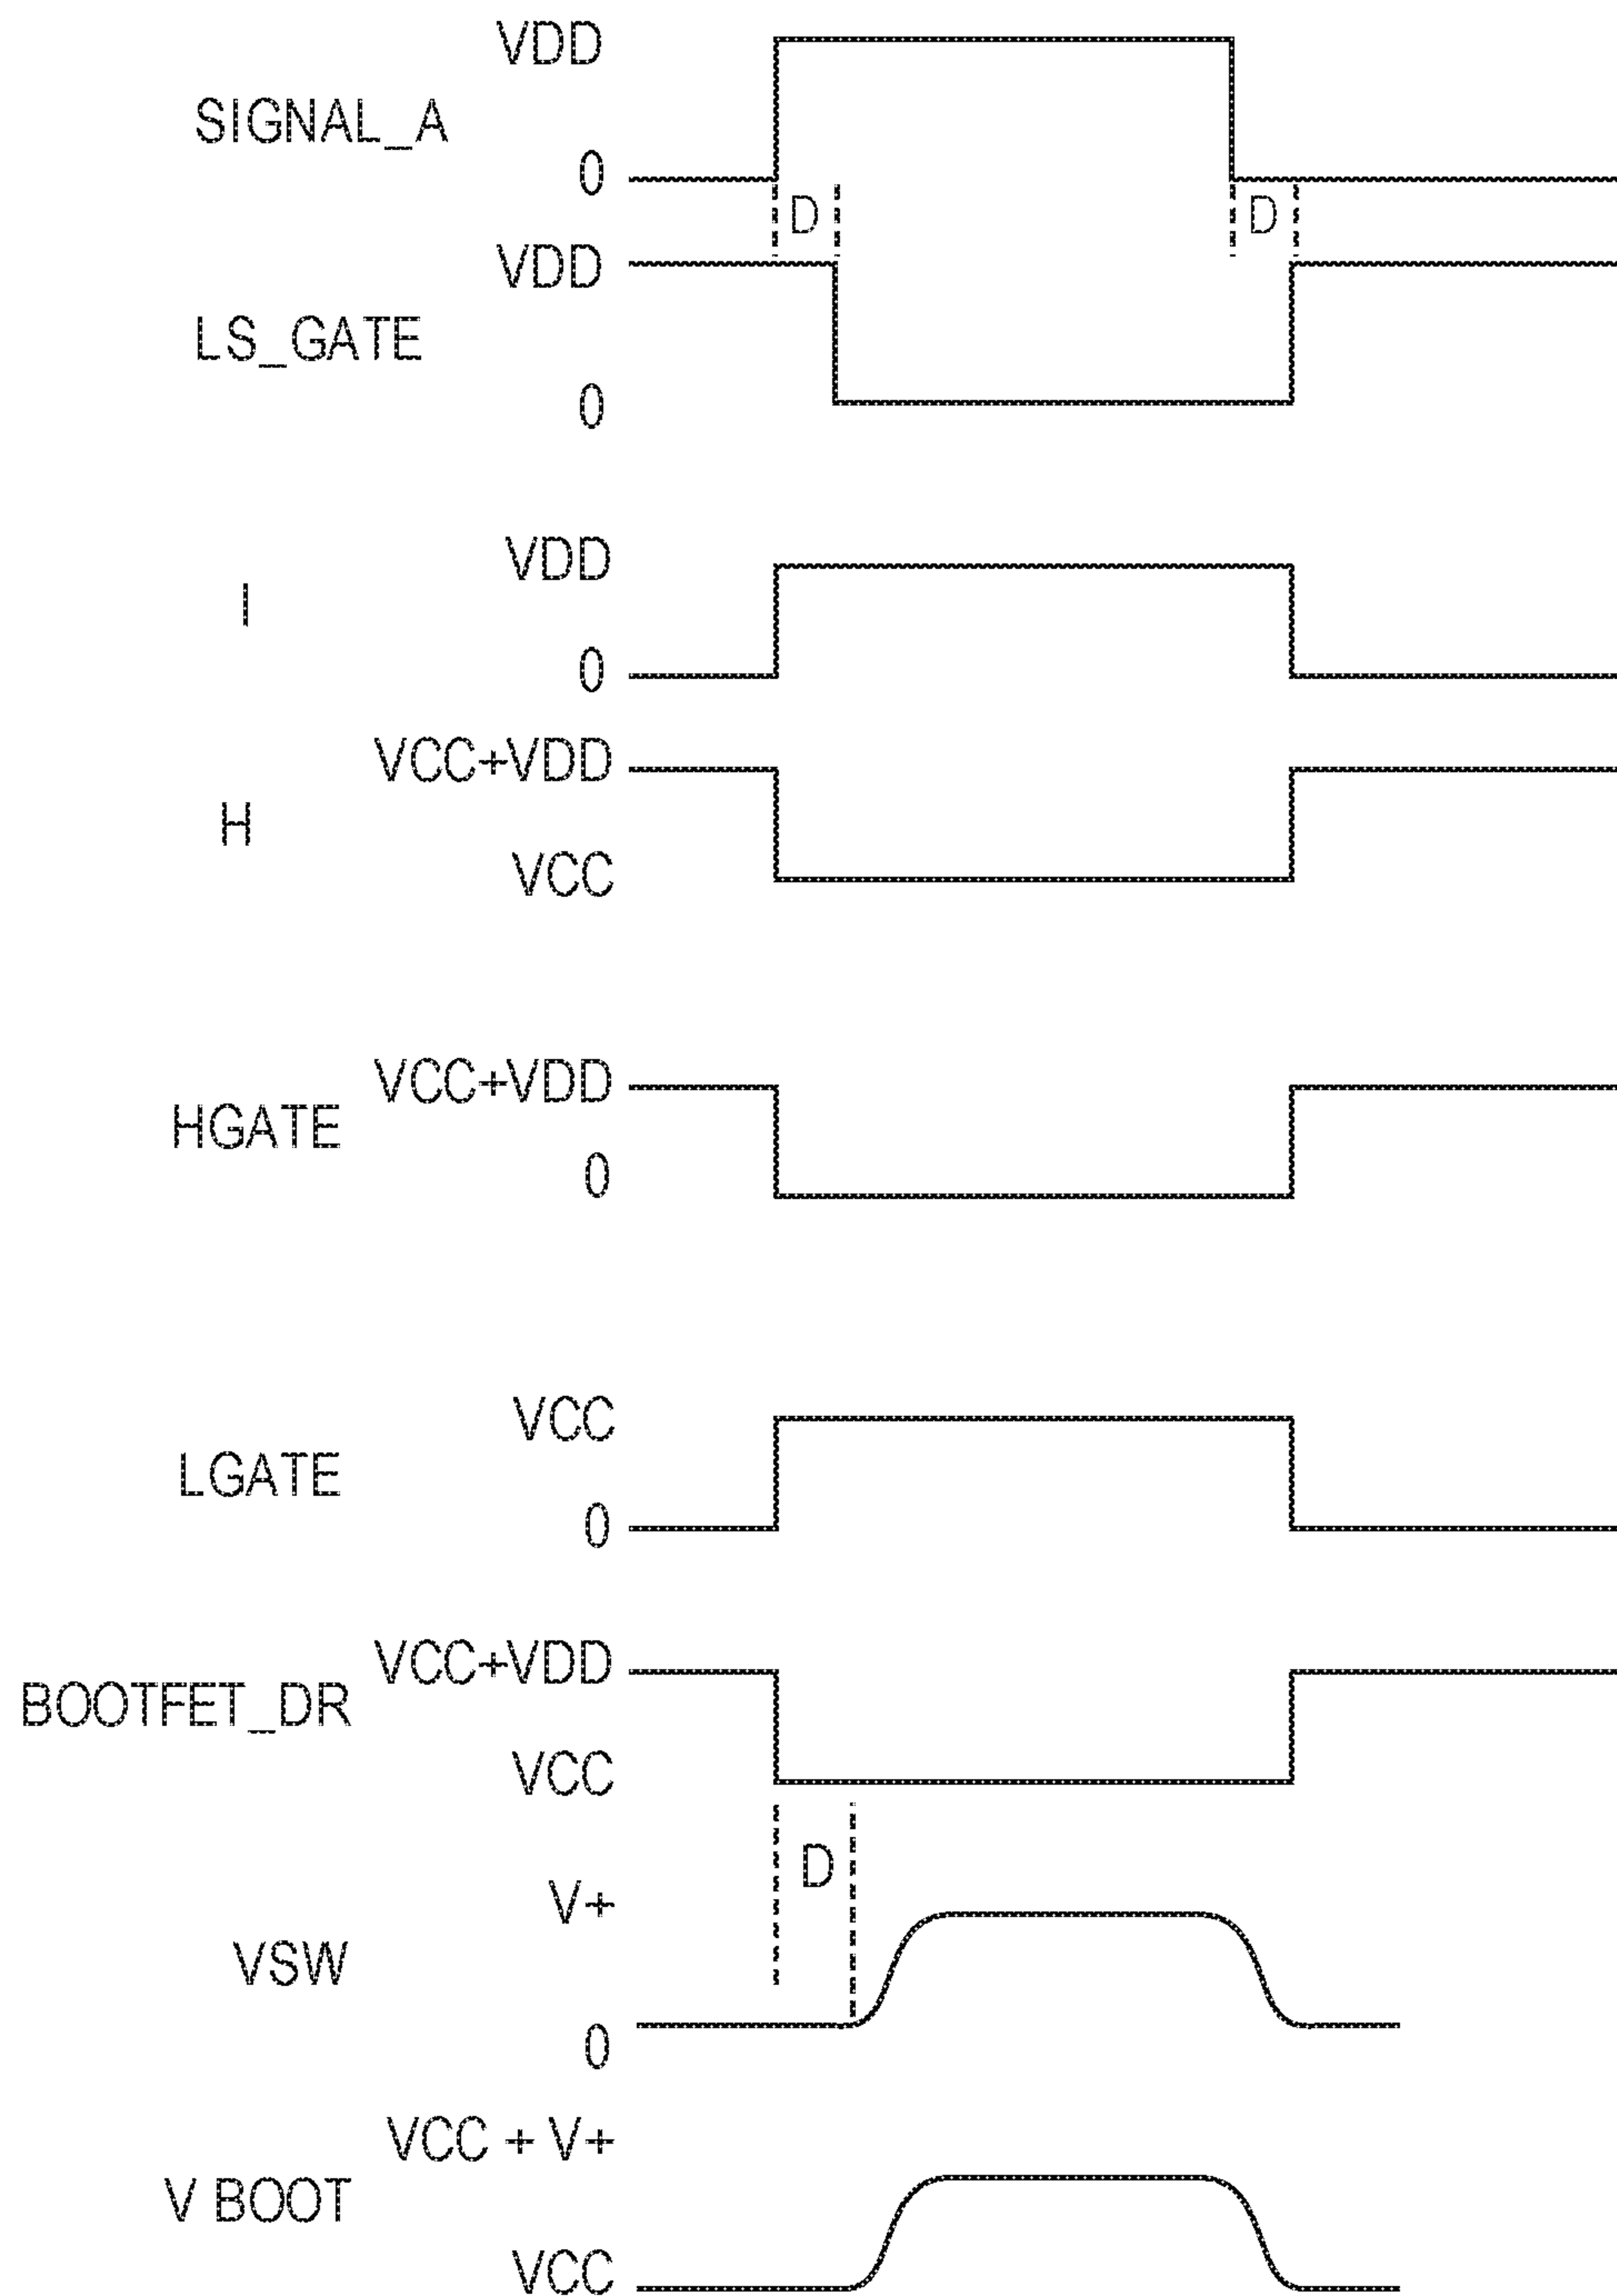 VDD
SIGNAL_A
0
D D
VDD
LS_GATE
0
VDD
I
0
VCC+VDD
H
VCC
VCC+VDD
HGATE
0
VCC
LGATE
0
VCC+VDD
BOOTFET_DR
VCC
D
V+
VSW
0
VCC + V+
V BOOT
VCC